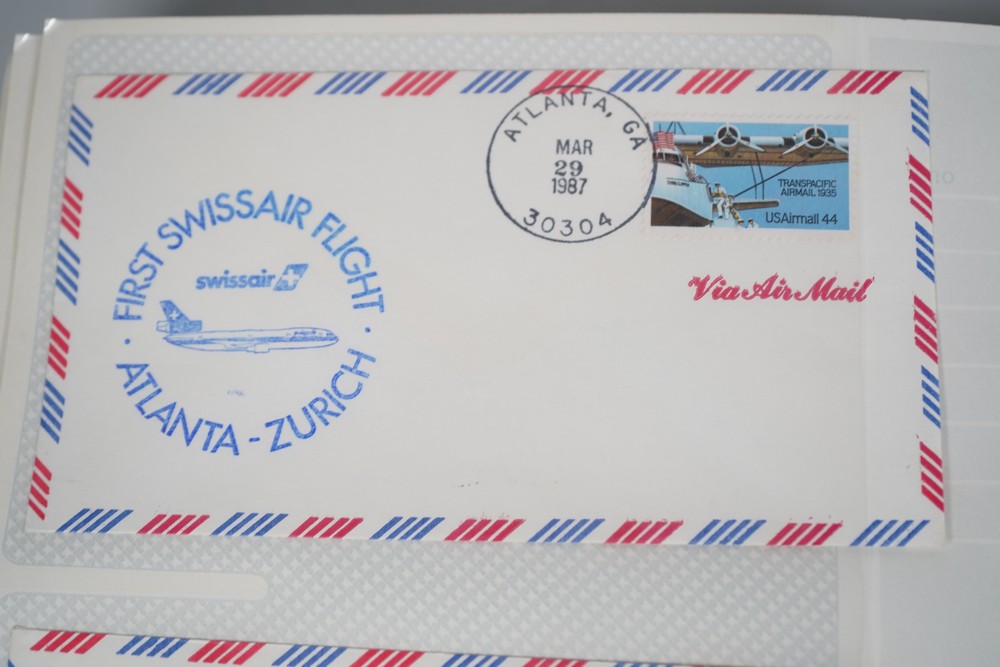 FIRST SWISSAIR FLIGHT
swissair
· ATLANTA - ZURICH ·
ATLANTA, GA
MAR
29
1987
30304
TRANSPACIFIC
AIRMAIL 1935
USAirmail 44
Via Air Mail